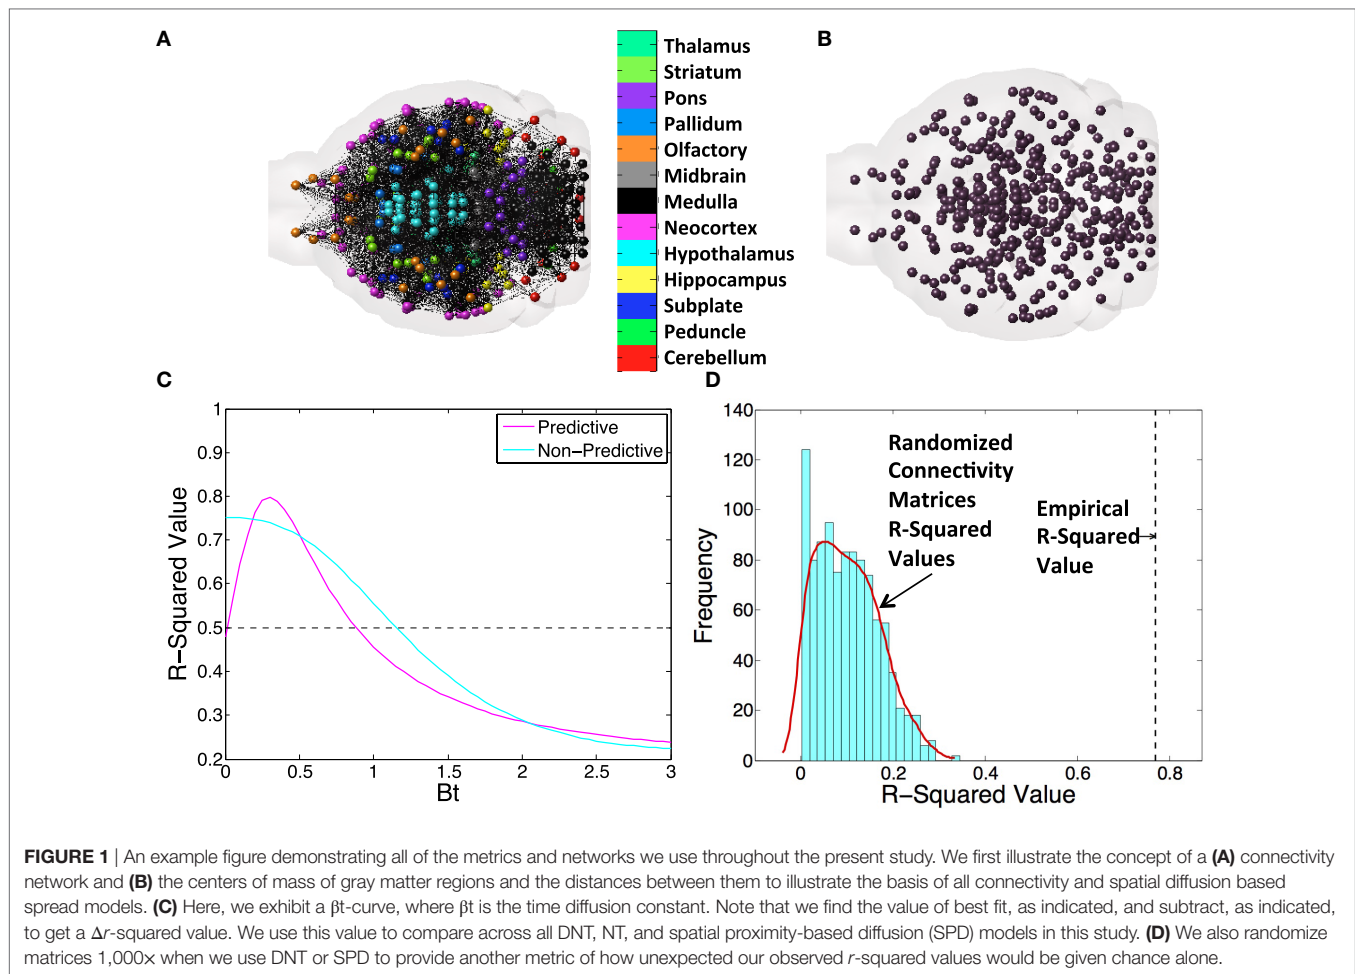 A
Thalamus
Striatum
Pons
Pallidum
Olfactory
Midbrain
Medulla
Neocortex
Hypothalamus
Hippocampus
Subplate
Peduncle
Cerebellum
B
C
R-Squared Value
1
0.9
0.8
0.7
0.6
0.5
0.4
0.3
0.2
Predictive
Non-Predictive
0 0.5 1 1.5 2 2.5 3
Bt
D
Frequency
140
120
100
80
60
40
20
0
Randomized
Connectivity
Matrices
R-Squared
Values
Empirical
R-Squared
Value
0 0.2 0.4 0.6 0.8
R-Squared Value
FIGURE 1 | An example figure demonstrating all of the metrics and networks we use throughout the present study. We first illustrate the concept of a (A) connectivity
network and (B) the centers of mass of gray matter regions and the distances between them to illustrate the basis of all connectivity and spatial diffusion based
spread models. (C) Here, we exhibit a βt-curve, where βt is the time diffusion constant. Note that we find the value of best fit, as indicated, and subtract, as indicated,
to get a Δr-squared value. We use this value to compare across all DNT, NT, and spatial proximity-based diffusion (SPD) models in this study. (D) We also randomize
matrices 1,000× when we use DNT or SPD to provide another metric of how unexpected our observed r-squared values would be given chance alone.